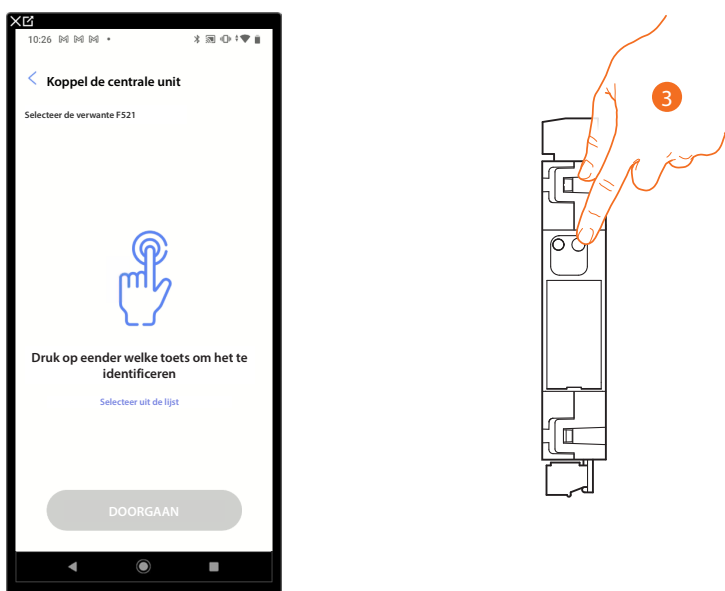 10:26
Koppel de centrale unit
Selecteer de verwante F521
Druk op eender welke toets om het te
identificeren
Selecteer uit de lijst
DOORGAAN
3